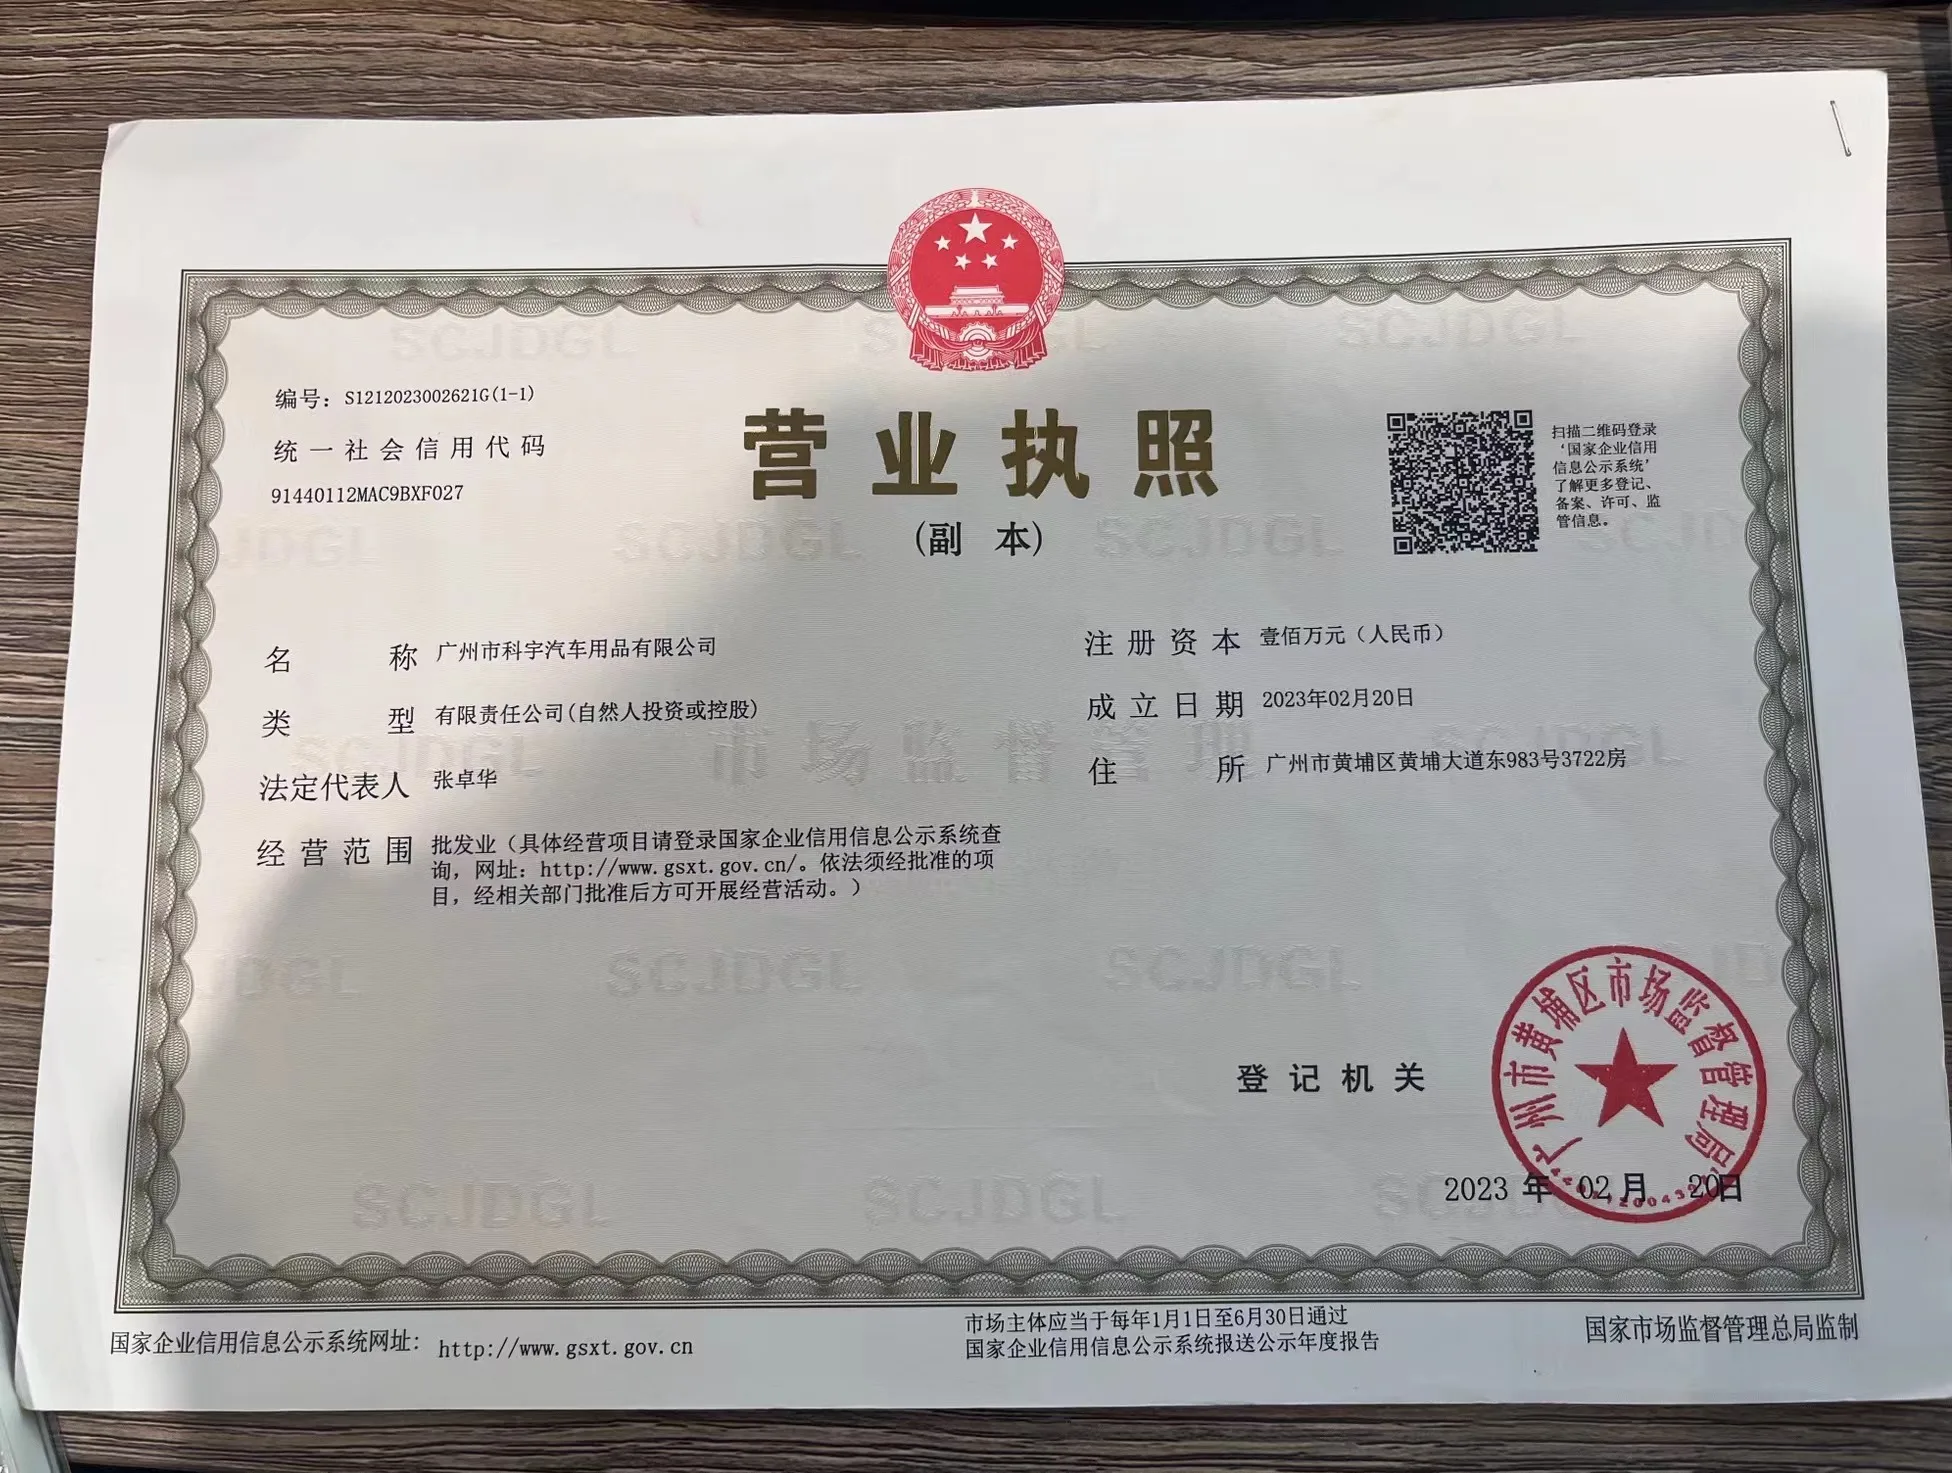 编号：S1212023002621G(1-1)
统一社会信用代码
91440112MAC9BXF027
营业执照
(副 本)
扫描二维码登录
‘国家企业信用
信息公示系统’
了解更多登记、
备案、许可、监
管信息。
名 称 广州市科宇汽车用品有限公司
类 型 有限责任公司(自然人投资或控股)
法定代表人 张卓华
经营范围 批发业（具体经营项目请登录国家企业信用信息公示系统查
询，网址：http://www.gsxt.gov.cn/。依法须经批准的项
目，经相关部门批准后方可开展经营活动。）
注册资本 壹佰万元（人民币）
成立日期 2023年02月20日
住 所 广州市黄埔区黄埔大道东983号3722房
SCJDGL
市场监督管理
登记机关
广州市黄埔区市场监督管理局
2023 年 02 月 20日
国家企业信用信息公示系统网址： http://www.gsxt.gov.cn
市场主体应当于每年1月1日至6月30日通过
国家企业信用信息公示系统报送公示年度报告
国家市场监督管理总局监制